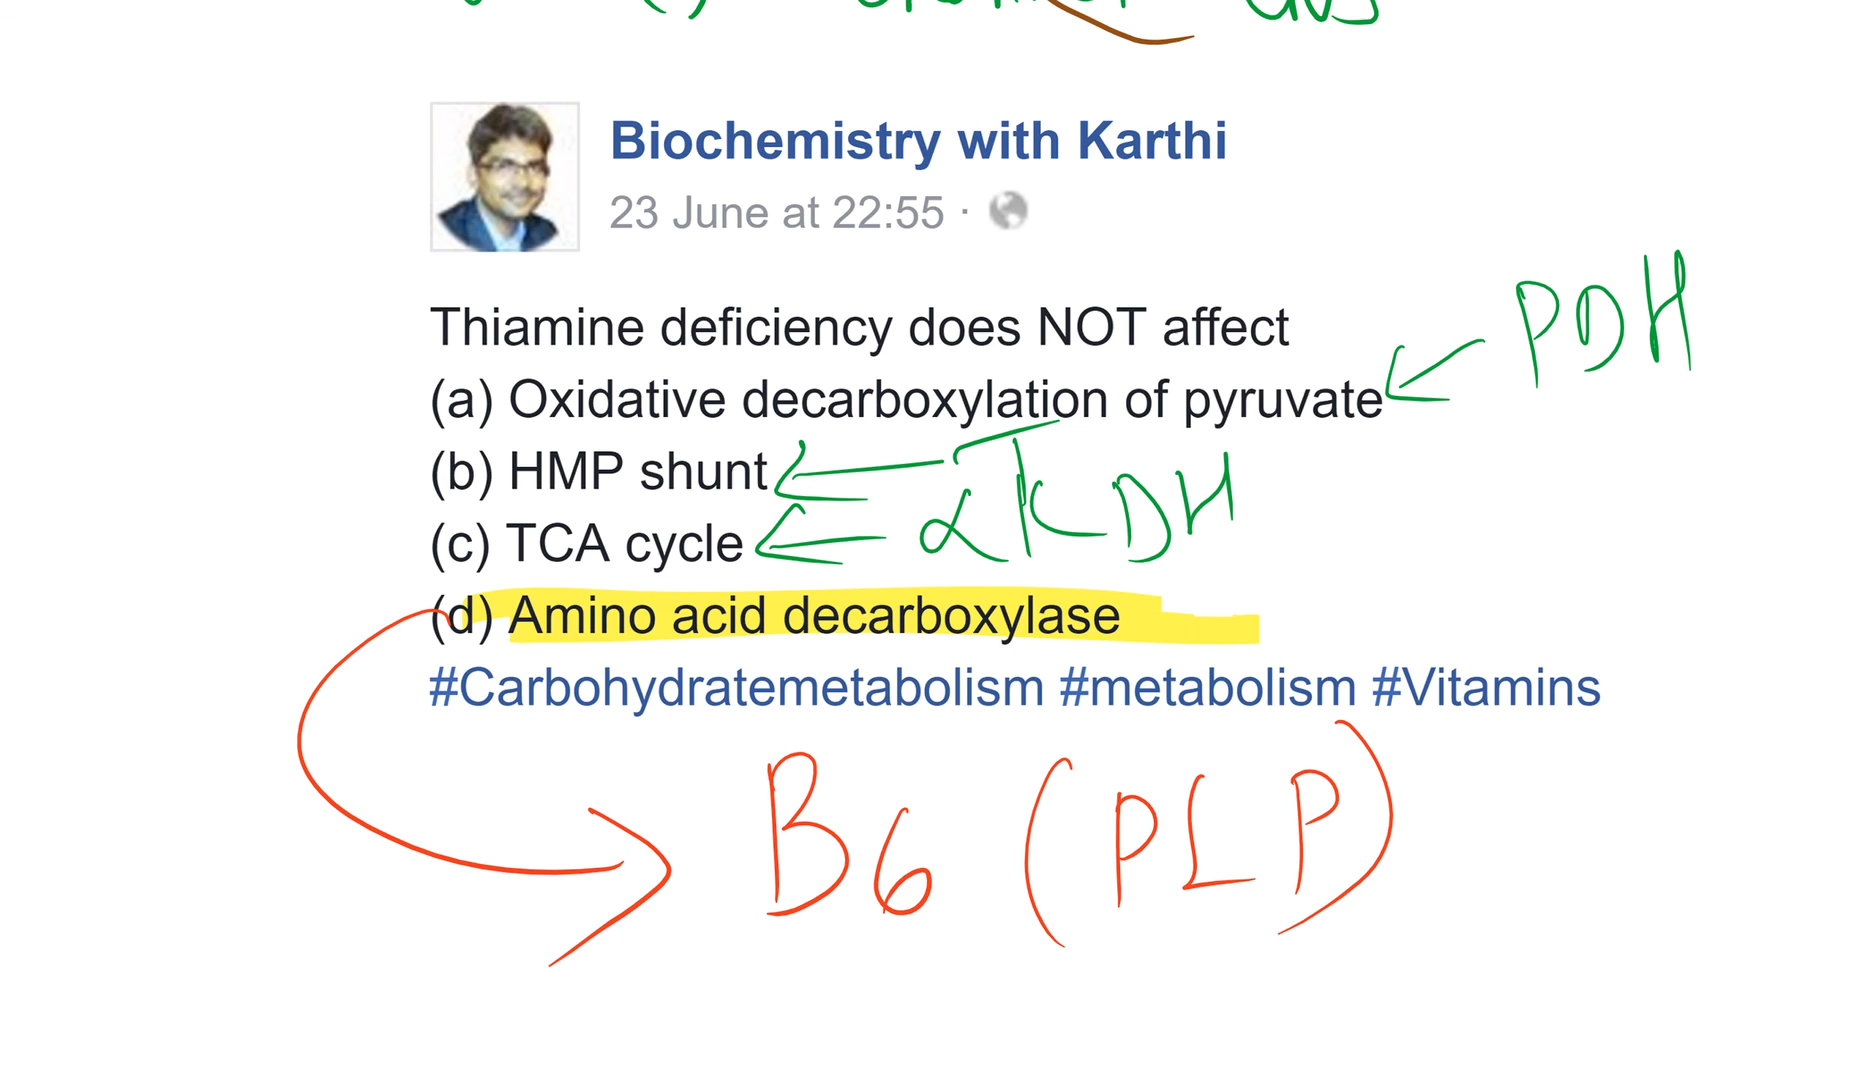 Biochemistry with Karthi
23 June at 22:55 ·
Thiamine deficiency does NOT affect
(a) Oxidative decarboxylation of pyruvate
PDH
(b) HMP shunt
T
(c) TCA cycle
αKDH
(d) Amino acid decarboxylase
#Carbohydratemetabolism #metabolism #Vitamins
B6 (PLP)